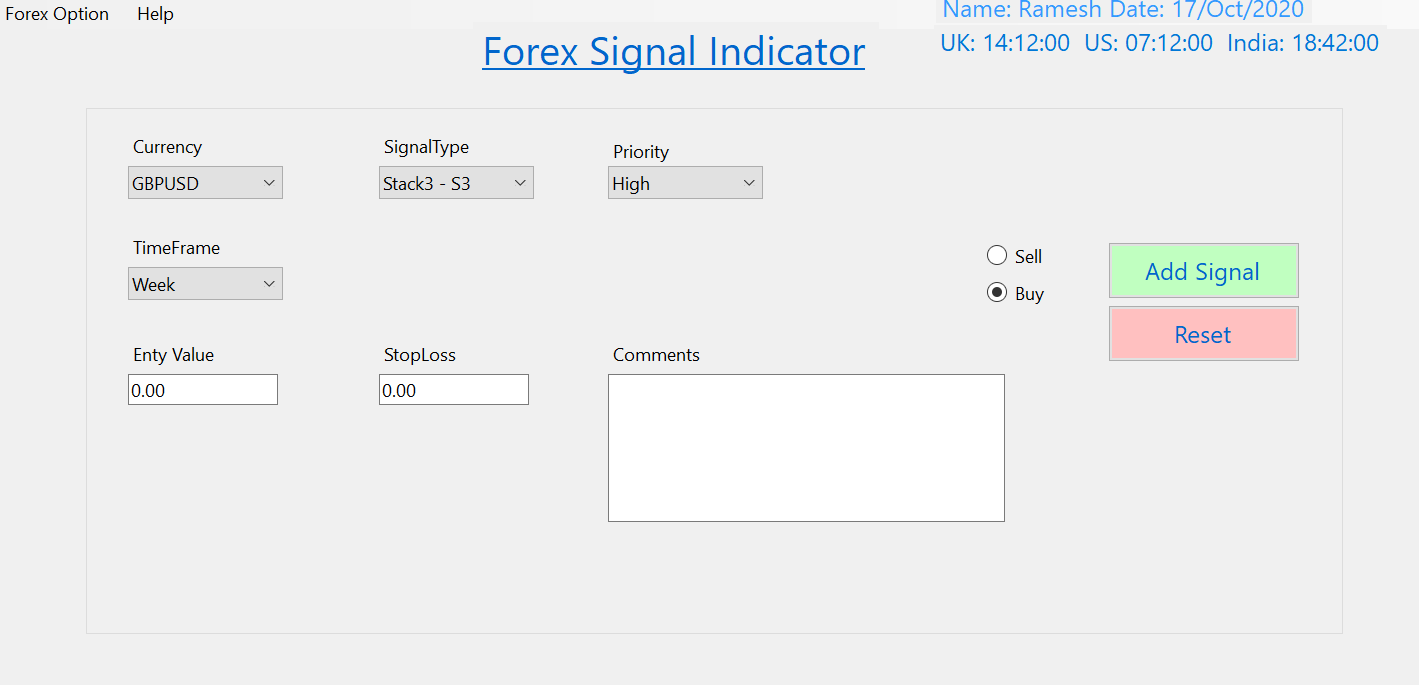 Forex Option Help
Name: Ramesh Date: 17/Oct/2020
Forex Signal Indicator
UK: 14:12:00 US: 07:12:00 India: 18:42:00
Currency SignalType Priority
GBPUSD Stack3 - S3 High
TimeFrame
Week
Sell
Buy
Add Signal
Reset
Enty Value StopLoss Comments
0.00 0.00